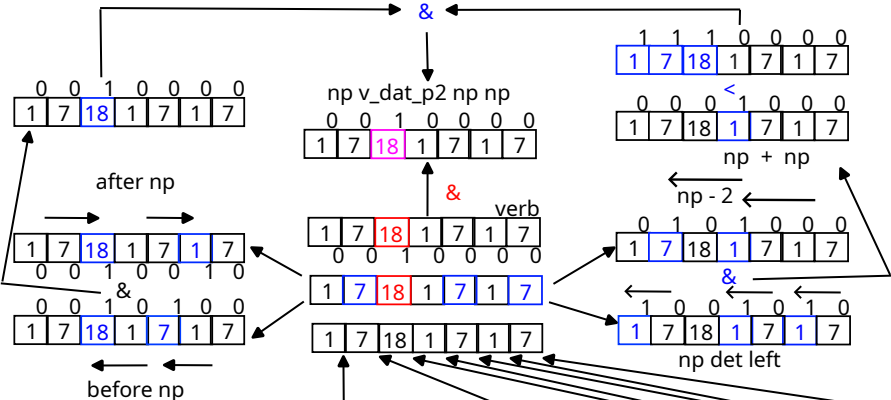 &
0 0 1 0 0 0 0
1 7 18 1 7 1 7
after np
1 7 18 1 7 1 7
0 0 1 0 0 1 0
&
0 0 1 0 1 0 0
1 7 18 1 7 1 7
before np
np v_dat_p2 np np
0 0 1 0 0 0 0
1 7 18 1 7 1 7
&
verb
1 7 18 1 7 1 7
0 0 1 0 0 0 0
1 7 18 1 7 1 7
1 7 18 1 7 1 7
1 1 1 0 0 0 0
1 7 18 1 7 1 7
<
0 0 0 1 0 0 0
1 7 18 1 7 1 7
np + np
np - 2
0 1 0 1 0 0 0
1 7 18 1 7 1 7
&
1 0 0 1 0 1 0
1 7 18 1 7 1 7
np det left